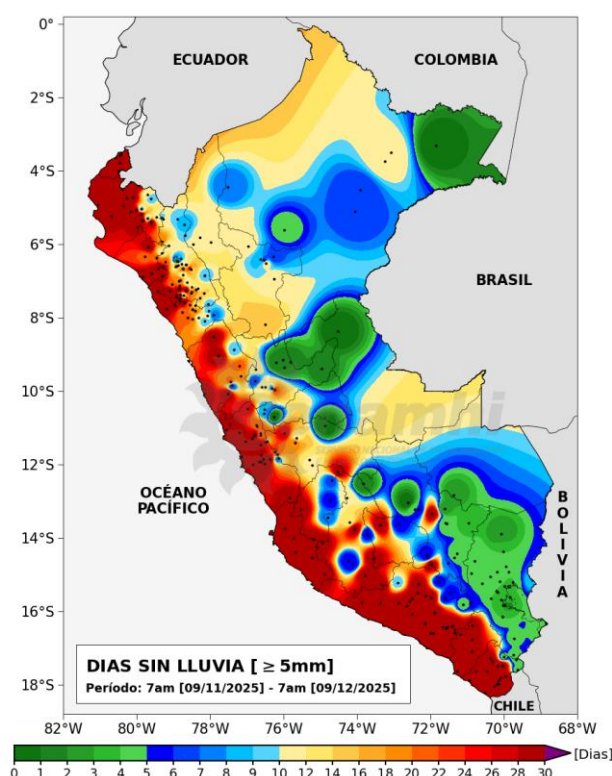 0°
ECUADOR
COLOMBIA
2°S
4°S
6°S
BRASIL
8°S
10°S
senamhi
12°S
OCÉANO
PACÍFICO
BOLIVIA
14°S
16°S
DIAS SIN LLUVIA [ ≥ 5mm]
Período: 7am [09/11/2025] - 7am [09/12/2025]
18°S
CHILE
82°W 80°W 78°W 76°W 74°W 72°W 70°W 68°W
0 1 2 3 4 5 6 7 8 9 10 12 13 14 16 18 20 22 24 26 28 30 [Dias]